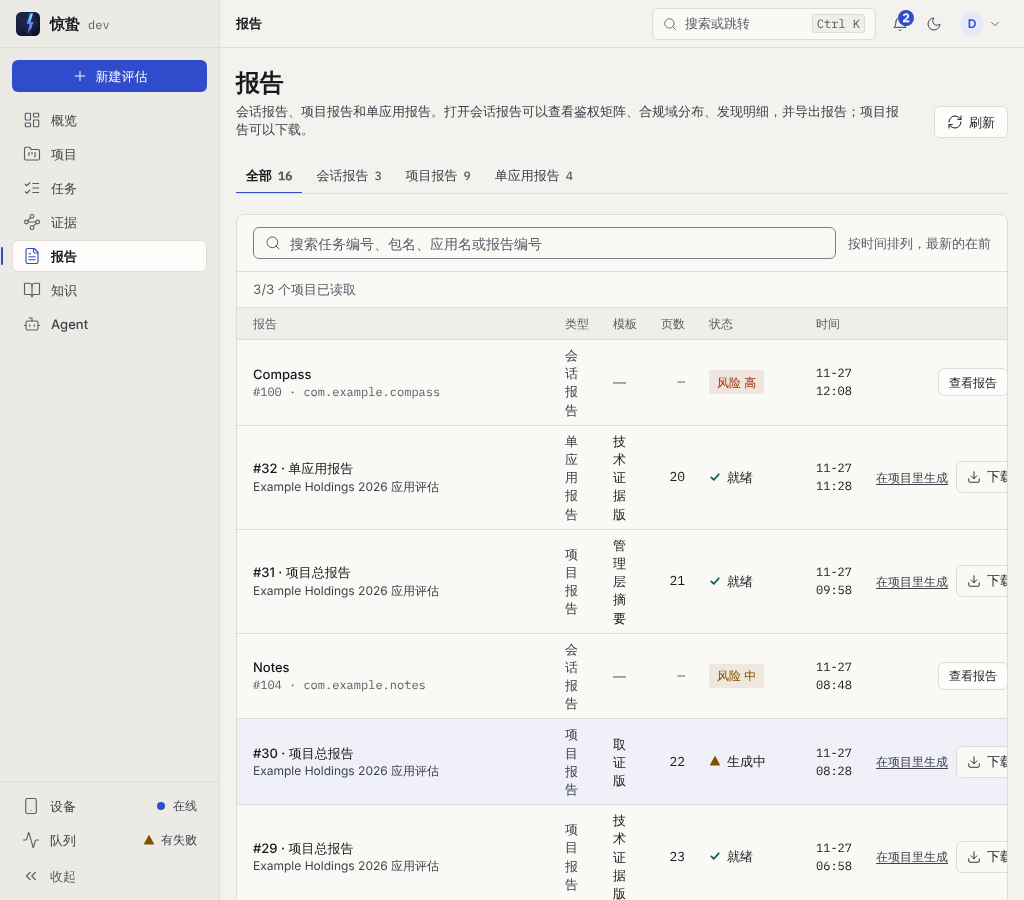 惊蛰 dev
报告
搜索或跳转 Ctrl K
2
D
新建评估
概览
项目
任务
证据
报告
知识
Agent
设备 在线
队列 有失败
收起
报告
会话报告、项目报告和单应用报告。打开会话报告可以查看鉴权矩阵、合规域分布、发现明细，并导出报告；项目报
告可以下载。
刷新
全部 16 会话报告 3 项目报告 9 单应用报告 4
搜索任务编号、包名、应用名或报告编号
按时间排列，最新的在前
3/3 个项目已读取
报告 类型 模板 页数 状态 时间
Compass
#100 · com.example.compass
会
话
报
告
— —
风险 高
11-27
12:08
查看报告
#32 · 单应用报告
Example Holdings 2026 应用评估
单
应
用
报
告
技
术
证
据
版
20
就绪
11-27
11:28
在项目里生成
下载
#31 · 项目总报告
Example Holdings 2026 应用评估
项
目
报
告
管
理
层
摘
要
21
就绪
11-27
09:58
在项目里生成
下载
Notes
#104 · com.example.notes
会
话
报
告
— —
风险 中
11-27
08:48
查看报告
#30 · 项目总报告
Example Holdings 2026 应用评估
项
目
报
告
取
证
版
22
生成中
11-27
08:28
在项目里生成
下载
#29 · 项目总报告
Example Holdings 2026 应用评估
项
目
报
告
技
术
证
据
版
23
就绪
11-27
06:58
在项目里生成
下载